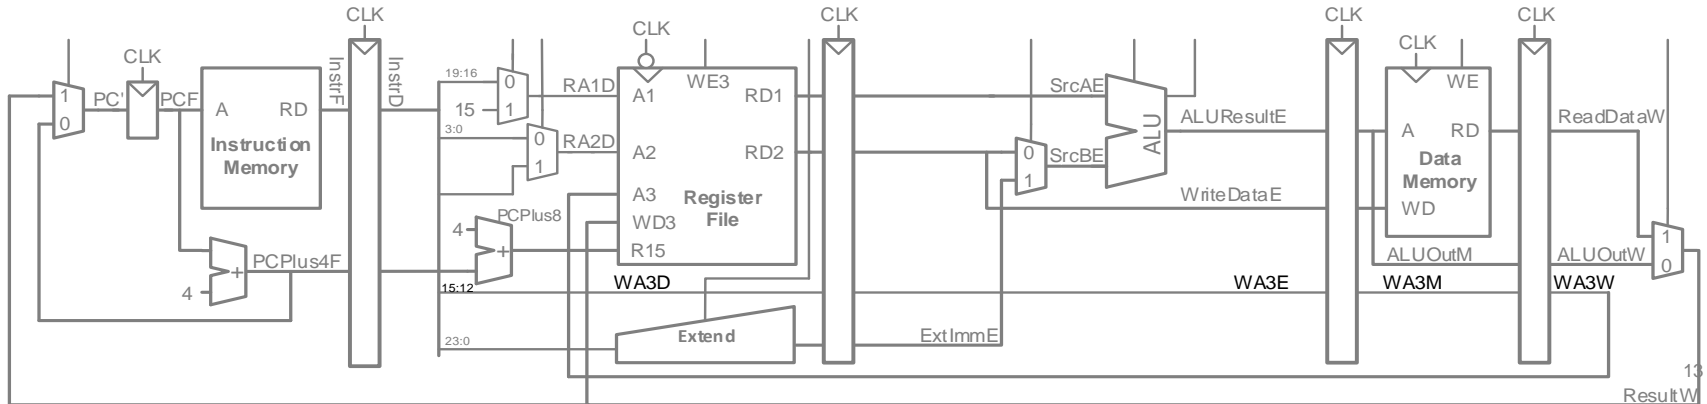 CLK
CLK
CLK
CLK
CLK
CLK
CLK
CLK
1
0
PC'
PCF
A
RD
Instruction
Memory
InstrF
InstrD
PCPlus4F
4
+
19:16
15
0
1
RA1D
3:0
0
1
RA2D
4
PCPlus8
+
15:12
23:0
A1
WE3
RD1
A2
RD2
A3
Register
File
WD3
R15
WA3D
Extend
ExtImmE
SrcAE
0
1
SrcBE
ALU
ALUResultE
WriteDataE
WA3E
A
RD
WE
Data
Memory
WD
ALUOutM
WA3M
ReadDataW
ALUOutW
WA3W
1
0
13
ResultW